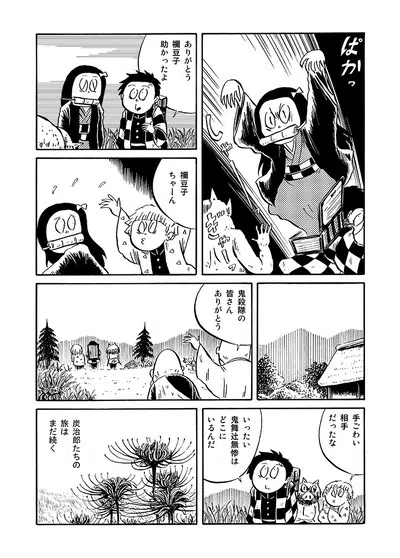 ぱかっ
ありがとう
禰豆子
助かったよ
禰豆子
ちゃーん
鬼殺隊の
皆さん
ありがとう
手ごわい
相手
だったな
いったい
鬼舞辻無惨は
どこに
いるんだ
炭治郎たちの
旅は
まだ続く